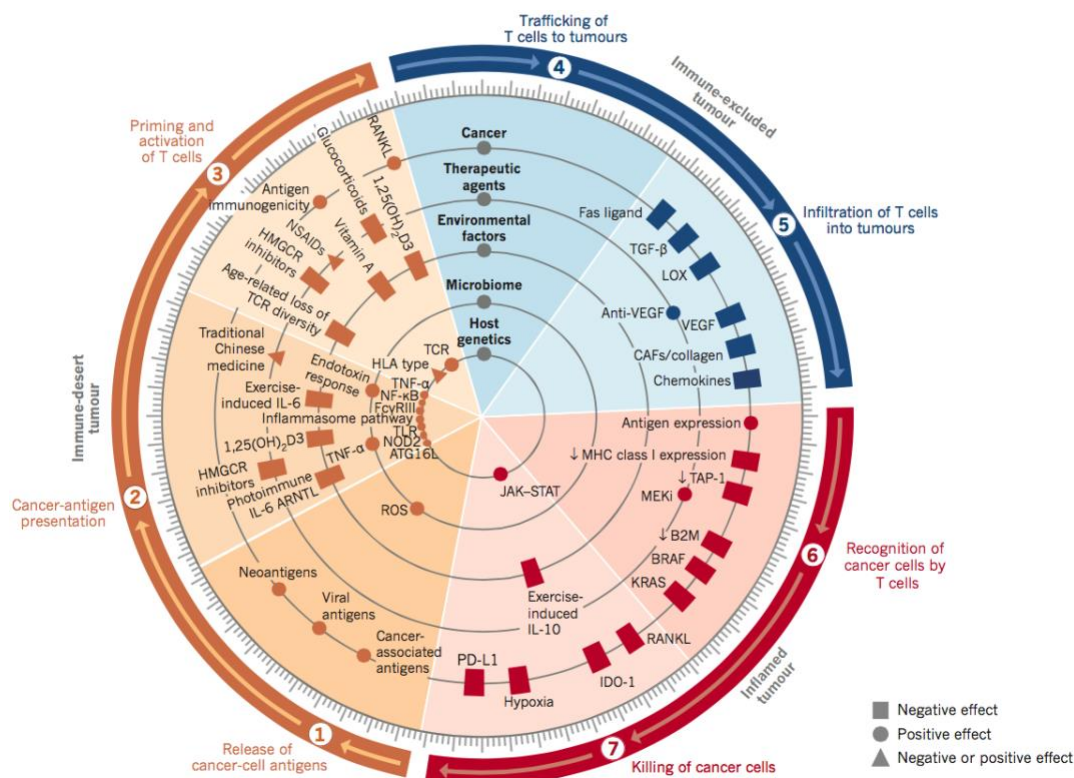 Trafficking of
T cells to tumours
4
Immune-excluded
tumour
5
Infiltration of T cells
into tumours
Priming and
activation
of T cells
3
Cancer
Therapeutic
agents
Environmental
factors
Microbiome
Host
genetics
RANKL
Glucocorticoids
1,25(OH)2D3
Antigen
immunogenicity
NSAIDs
Vitamin A
HMGCR
inhibitors
Age-related loss of
TCR diversity
TCR
HLA type
Fas ligand
TGF-β
LOX
Anti-VEGF
VEGF
CAFs/collagen
Chemokines
Immune-desert
tumour
2
Cancer-antigen
presentation
Traditional
Chinese
medicine
Endotoxin
response
Exercise-
induced IL-6
1,25(OH)2D3
HMGCR
inhibitors
Photoimmune
IL-6 ARNTL
TNF-α
TNF-α
NF-κB
FcγRIII
Inflammasome pathway
TLR
NOD2
ATG16L
Antigen expression
↓MHC class I expression
↓TAP-1
MEKi
↓B2M
BRAF
KRAS
JAK–STAT
6
Recognition of
cancer cells by
T cells
ROS
Neoantigens
Viral
antigens
Cancer-
associated
antigens
1
Release of
cancer-cell antigens
Exercise-
induced
IL-10
RANKL
IDO-1
PD-L1
Hypoxia
Inflamed
tumour
7
Killing of cancer cells
Negative effect
Positive effect
Negative or positive effect